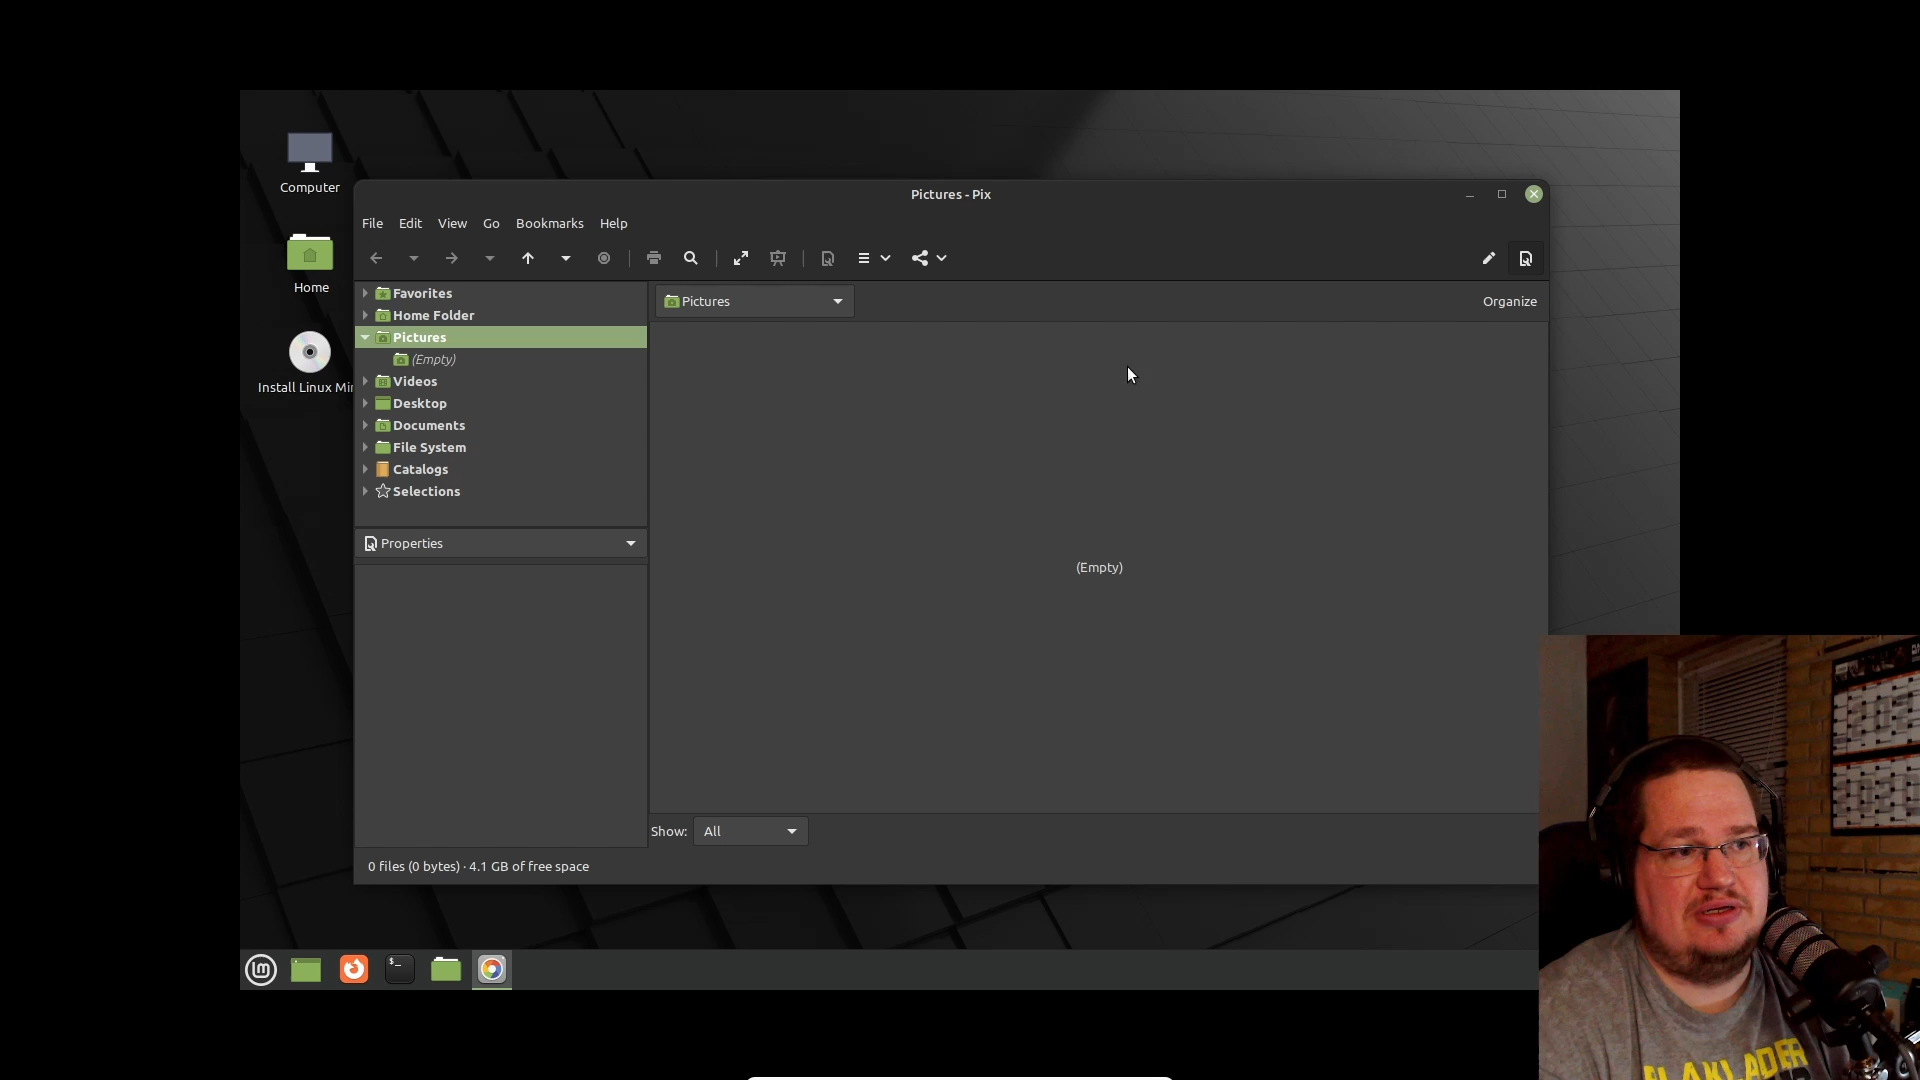 Computer
Home
Install Linux Min
Pictures - Pix
File Edit View Go Bookmarks Help
Favorites
Home Folder
Pictures
(Empty)
Videos
Desktop
Documents
File System
Catalogs
Selections
Properties
Pictures
Organize
(Empty)
Show: All
0 files (0 bytes) · 4.1 GB of free space
$_
lm